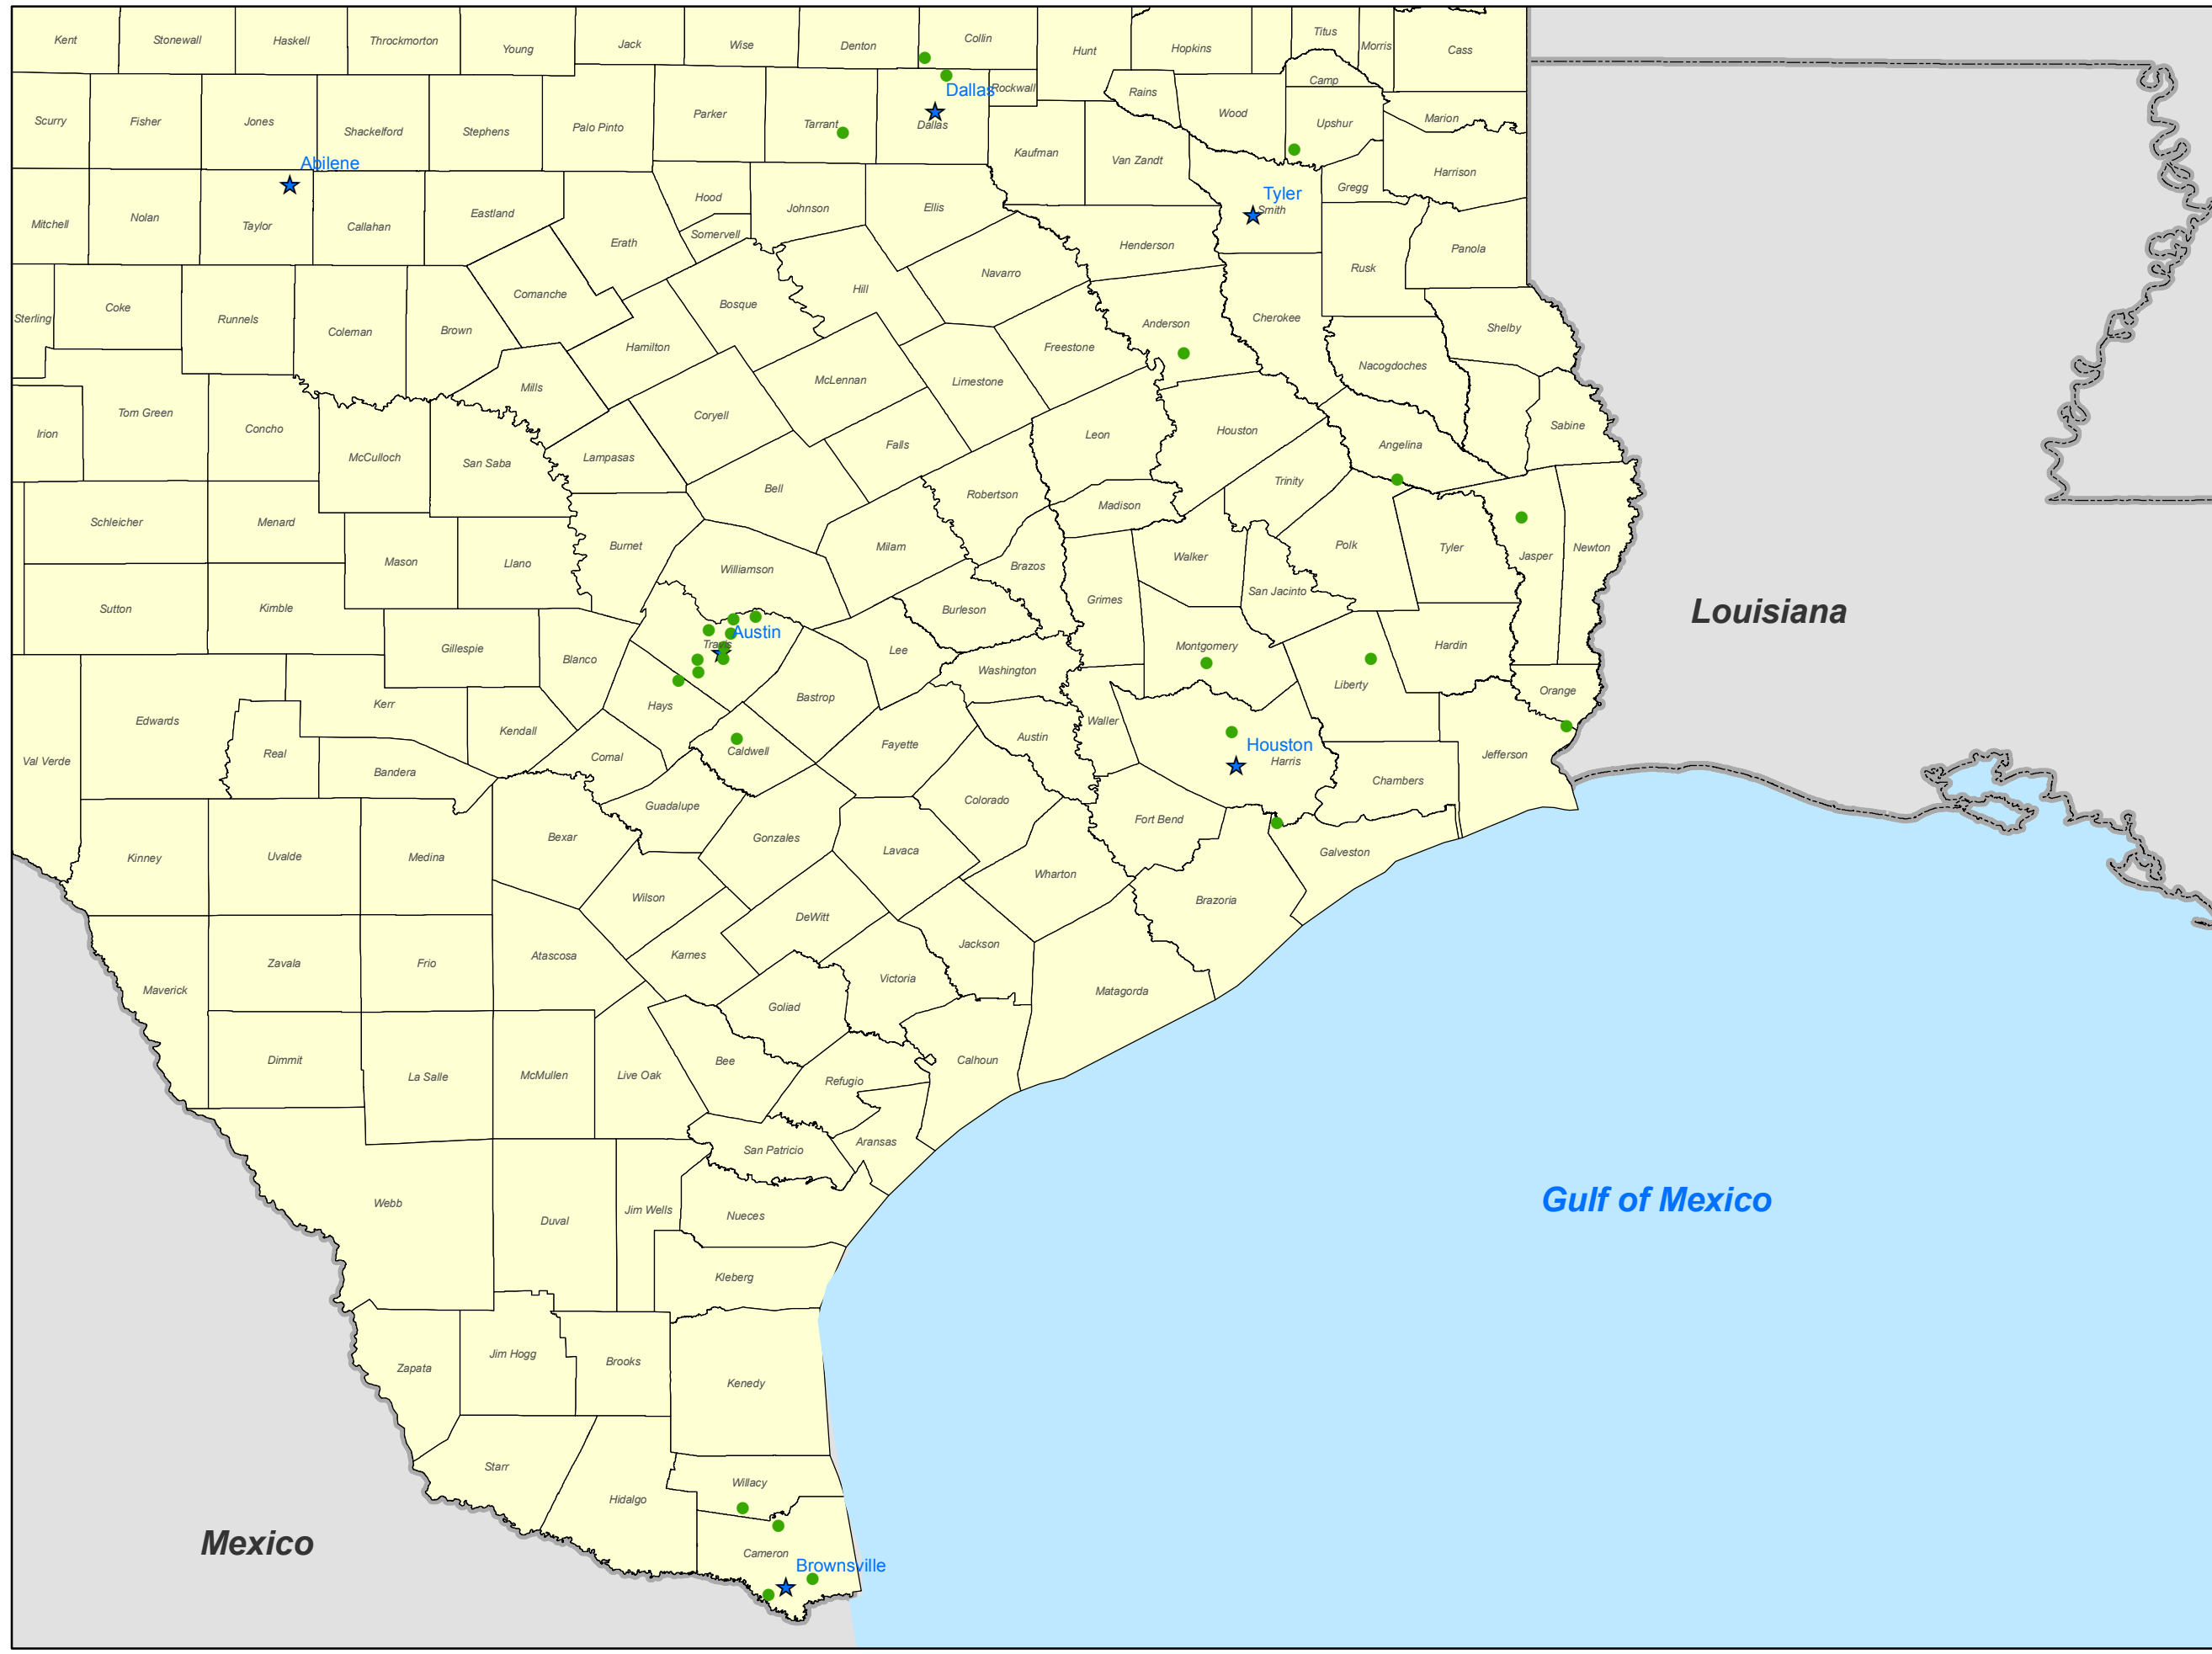 Kent
Stonewall
Haskell
Throckmorton
Young
Jack
Wise
Denton
Collin
Hunt
Hopkins
Titus
Morris
Cass
Camp
Rains
Wood
Upshur
Marion
Scurry
Fisher
Jones
Shackelford
Stephens
Palo Pinto
Parker
Tarrant
Dallas
Dallas
Rockwall
Kaufman
Van Zandt
Harrison
Abilene
Tyler
Smith
Gregg
Mitchell
Nolan
Taylor
Callahan
Eastland
Erath
Hood
Somervell
Johnson
Ellis
Henderson
Rusk
Panola
Sterling
Coke
Runnels
Coleman
Brown
Comanche
Hamilton
Bosque
Hill
Navarro
Anderson
Cherokee
Shelby
Freestone
Nacogdoches
Irion
Tom Green
Concho
McCulloch
San Saba
Mills
Lampasas
Coryell
McLennan
Limestone
Falls
Leon
Houston
Angelina
Sabine
Trinity
Bell
Robertson
Madison
Schleicher
Menard
Mason
Llano
Burnet
Williamson
Milam
Brazos
Walker
Polk
Tyler
Jasper
Newton
Sutton
Kimble
Gillespie
Blanco
Travis
Austin
Burleson
Grimes
San Jacinto
Lee
Washington
Montgomery
Liberty
Hardin
Orange
Louisiana
Val Verde
Edwards
Real
Kerr
Kendall
Bandera
Comal
Hays
Caldwell
Bastrop
Fayette
Austin
Waller
Houston
Harris
Chambers
Jefferson
Kinney
Uvalde
Medina
Bexar
Guadalupe
Gonzales
Lavaca
Colorado
Fort Bend
Galveston
Wharton
Brazoria
Wilson
DeWitt
Karnes
Jackson
Victoria
Matagorda
Maverick
Zavala
Frio
Atascosa
Goliad
Calhoun
Dimmit
La Salle
McMullen
Live Oak
Bee
Refugio
San Patricio
Aransas
Webb
Duval
Jim Wells
Nueces
Kleberg
Gulf of Mexico
Zapata
Jim Hogg
Brooks
Kenedy
Starr
Hidalgo
Willacy
Cameron
Brownsville
Mexico